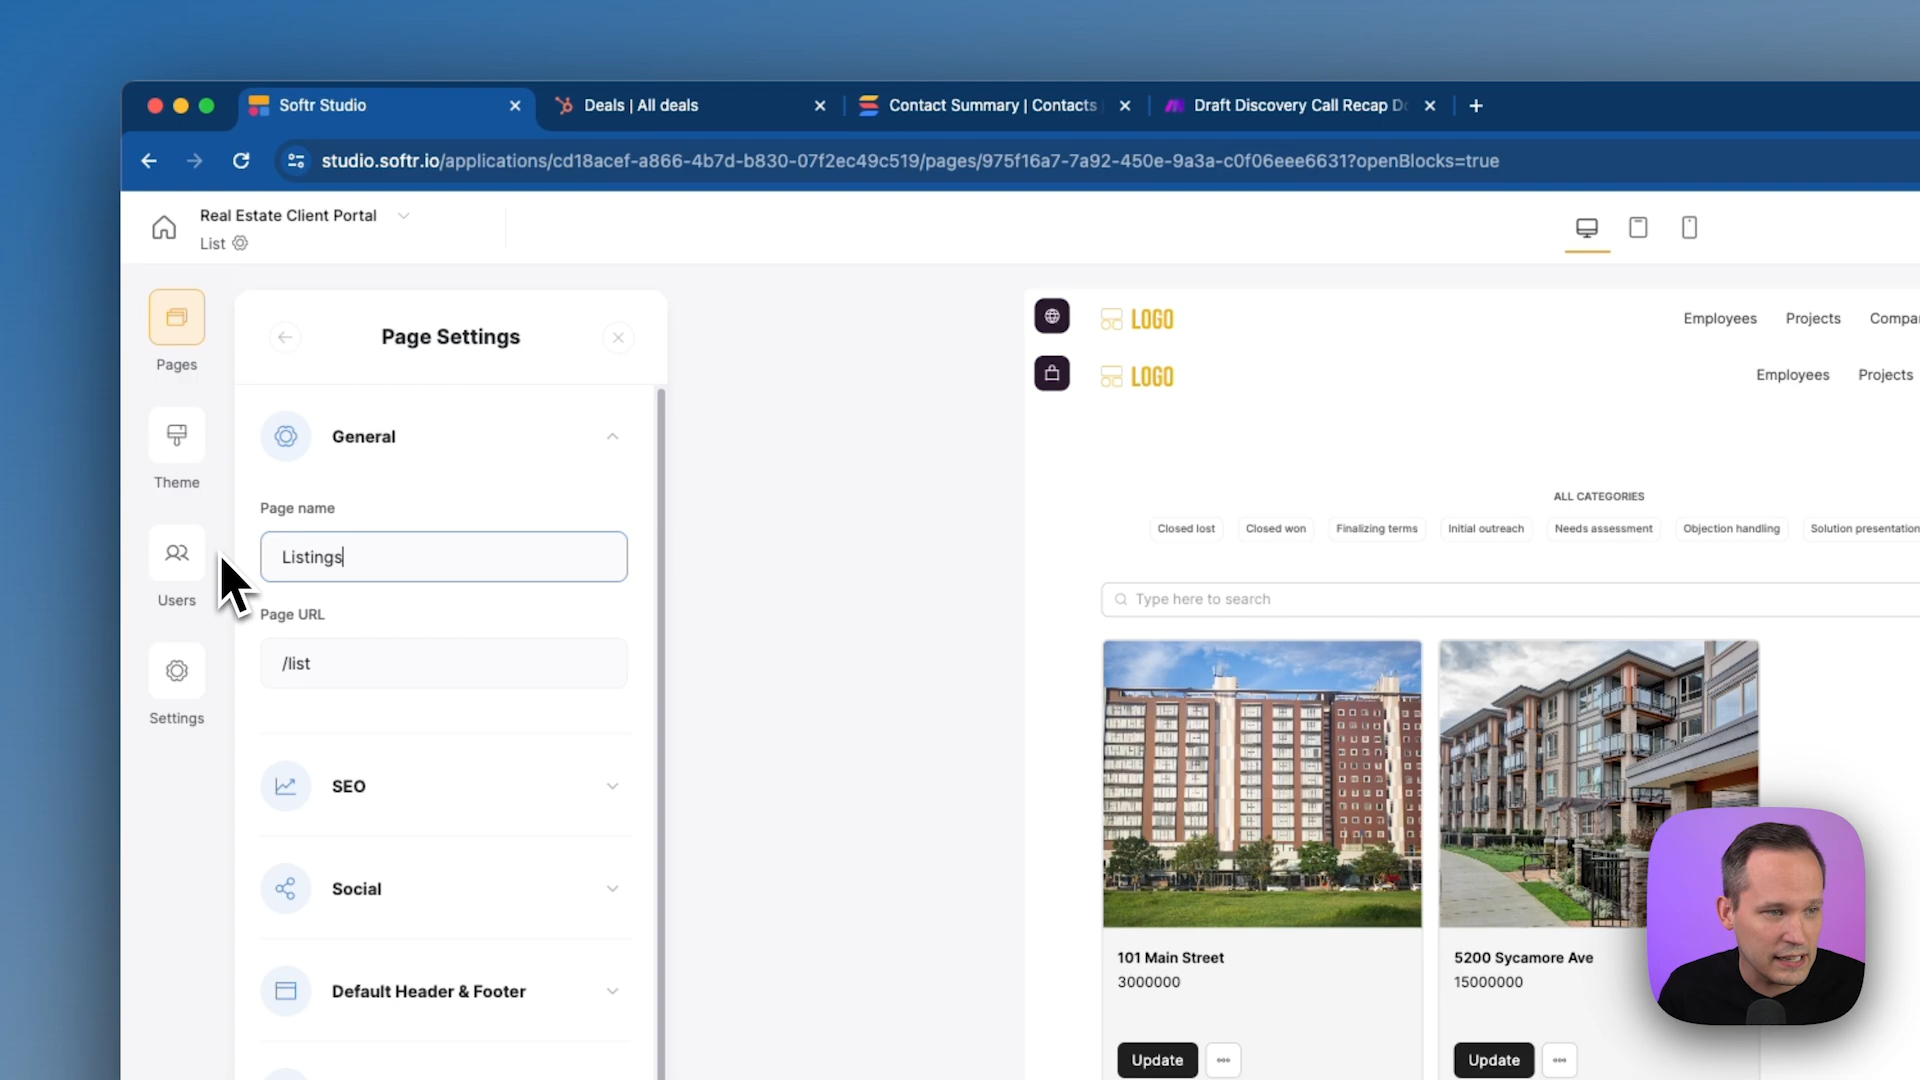 Softr Studio
Deals | All deals
Contact Summary | Contacts
Draft Discovery Call Recap Do
studio.softr.io/applications/cd18acef-a866-4b7d-b830-07f2ec49c519/pages/975f16a7-7a92-450e-9a3a-c0f06eee6631?openBlocks=true
Real Estate Client Portal
List
Pages
Theme
Users
Settings
Page Settings
General
Page name
Listings
Page URL
/list
SEO
Social
Default Header & Footer
LOGO
Employees Projects Compar
LOGO
Employees Projects
ALL CATEGORIES
Closed lost Closed won Finalizing terms Initial outreach Needs assessment Objection handling Solution presentation
Type here to search
101 Main Street
3000000
Update
5200 Sycamore Ave
15000000
Update